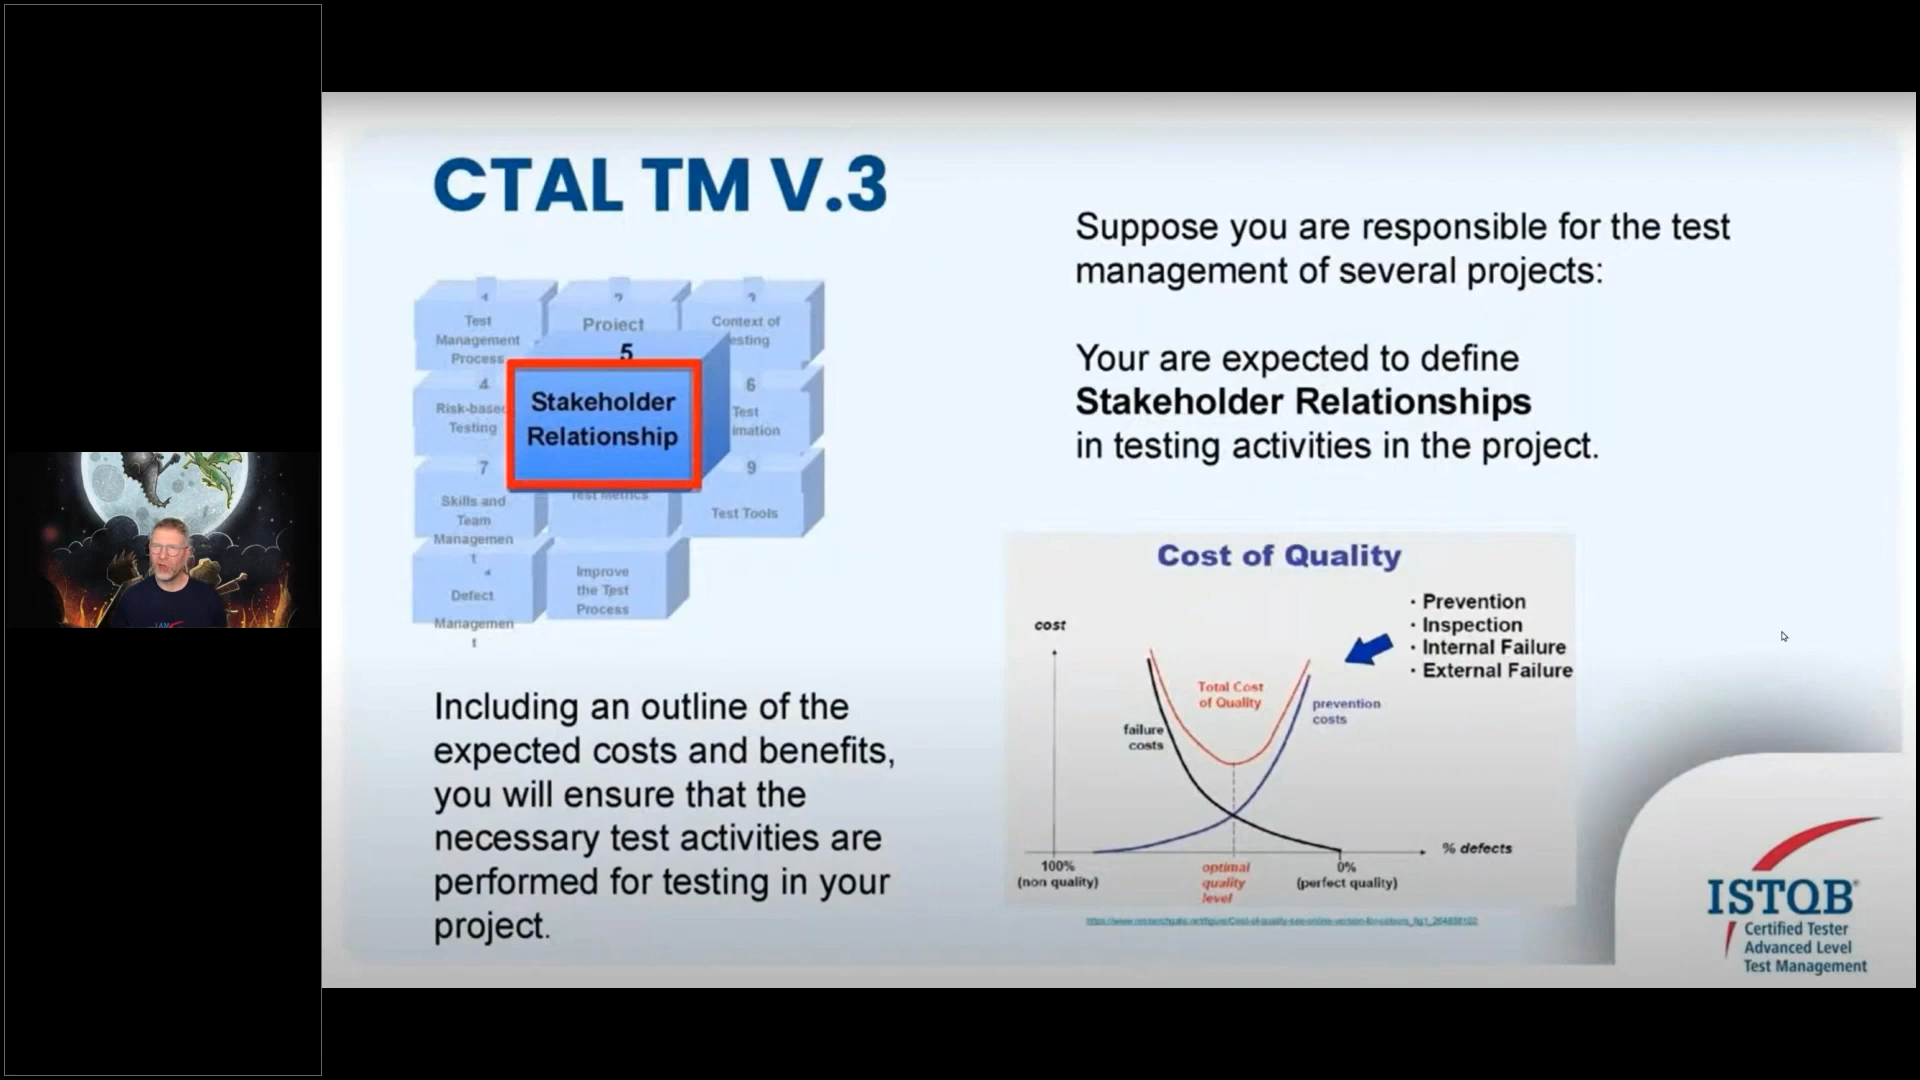 CTAL TM V.3
Suppose you are responsible for the test
management of several projects:
Your are expected to define
Stakeholder Relationships
in testing activities in the project.
Test
Management
Process
Project
Context of
esting
5
Stakeholder
Relationship
4
Risk-based
Testing
6
Test
imation
7
Skills and
Team
Managemen
t
Test Metrics
9
Test Tools
Defect
Managemen
t
Improve
the Test
Process
Including an outline of the
expected costs and benefits,
you will ensure that the
necessary test activities are
performed for testing in your
project.
Cost of Quality
· Prevention
· Inspection
· Internal Failure
· External Failure
cost
Total Cost
of Quality
prevention
costs
failure
costs
% defects
100%
(non quality)
optimal
quality
level
0%
(perfect quality)
ISTQB®
Certified Tester
Advanced Level
Test Management
I AM